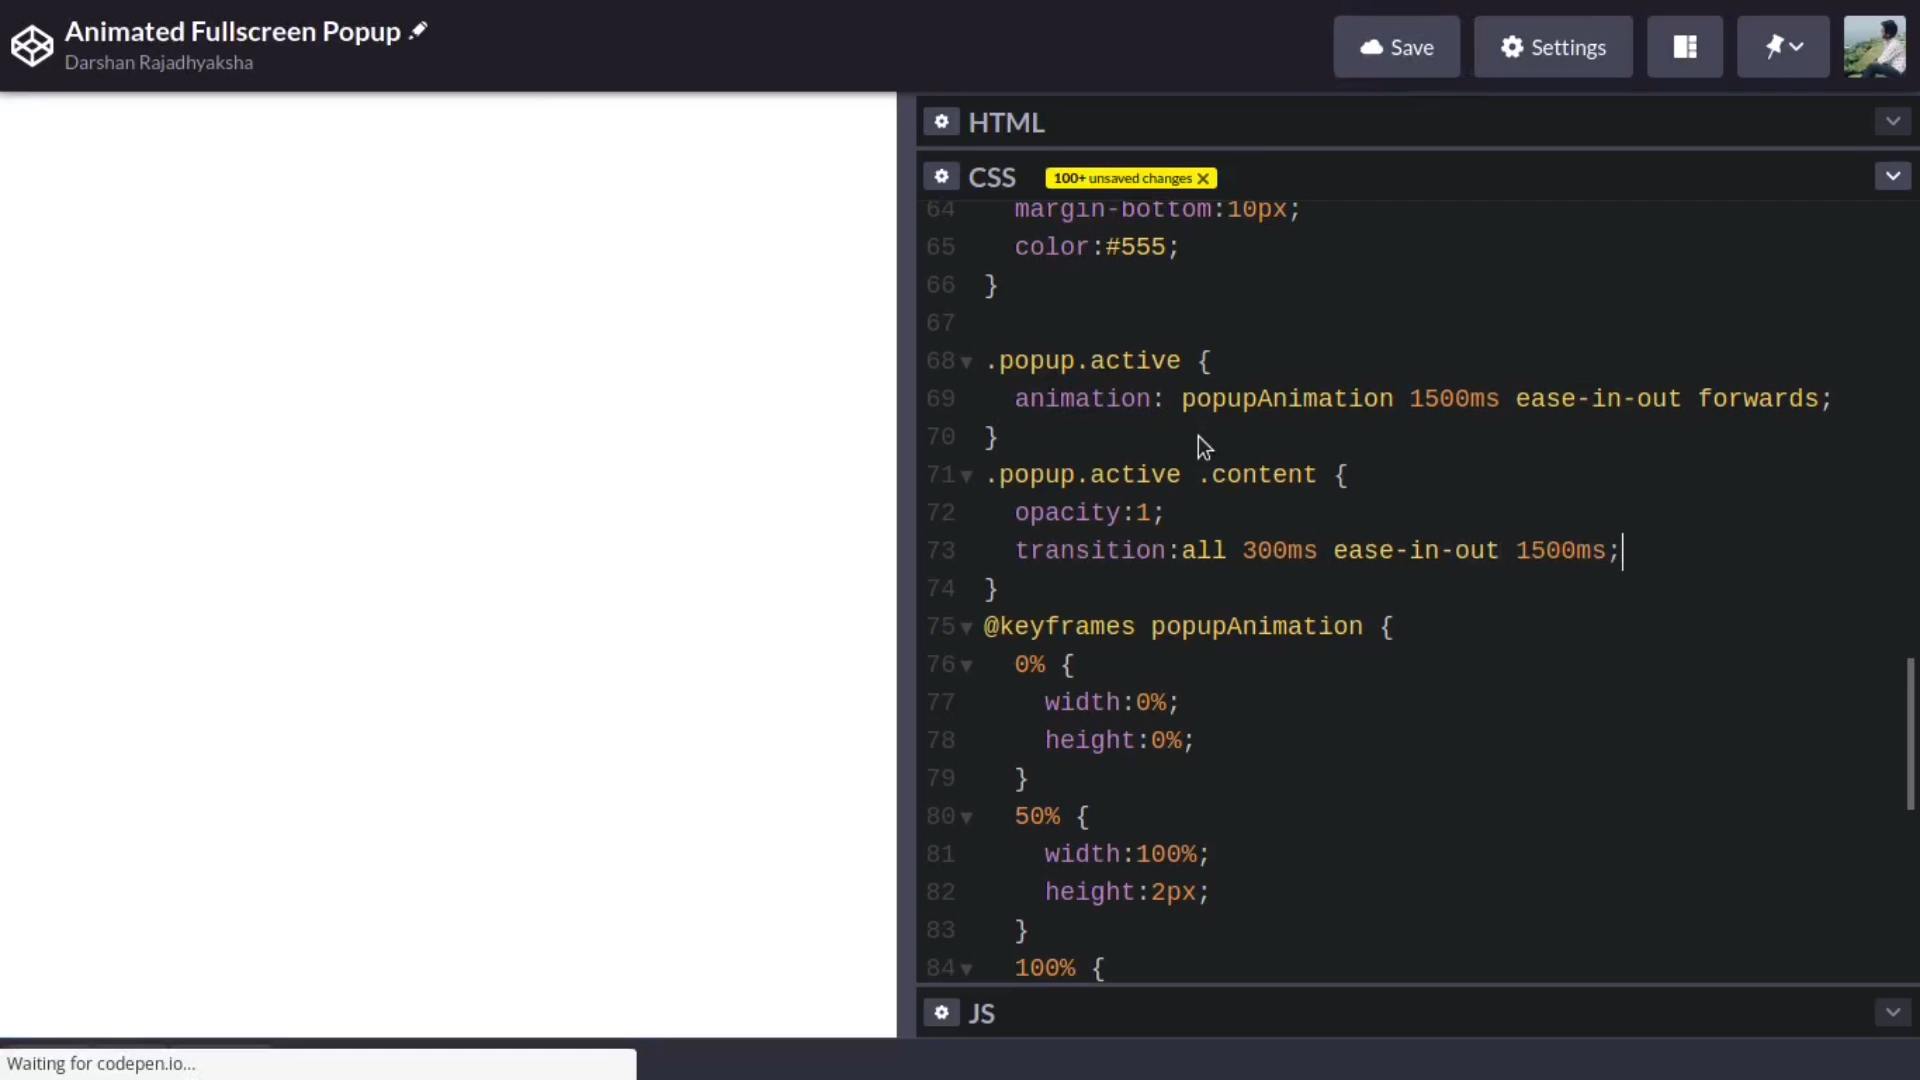 Animated Fullscreen Popup
Darshan Rajadhyaksha
Save
Settings
HTML
CSS
100+ unsaved changes
64 margin-bottom:10px;
65 color:#555;
66 }
67
68 .popup.active {
69 animation: popupAnimation 1500ms ease-in-out forwards;
70 }
71 .popup.active .content {
72 opacity:1;
73 transition:all 300ms ease-in-out 1500ms;
74 }
75 @keyframes popupAnimation {
76 0% {
77 width:0%;
78 height:0%;
79 }
80 50% {
81 width:100%;
82 height:2px;
83 }
84 100% {
JS
Waiting for codepen.io...